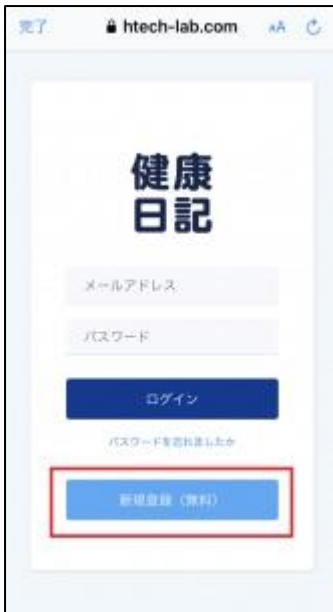 完了 htech-lab.com AA
健康
日記
メールアドレス
パスワード
ログイン
パスワードを忘れましたか
新規登録（無料）